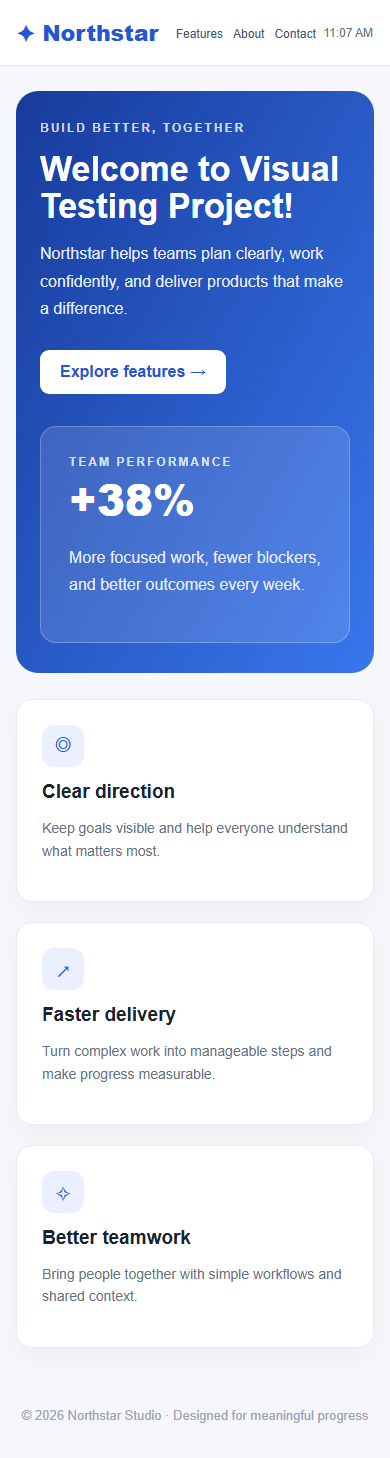 ✦ Northstar Features About Contact 11:07 AM
BUILD BETTER, TOGETHER
Welcome to Visual
Testing Project!
Northstar helps teams plan clearly, work
confidently, and deliver products that make
a difference.
Explore features →
TEAM PERFORMANCE
+38%
More focused work, fewer blockers,
and better outcomes every week.
◎
Clear direction
Keep goals visible and help everyone understand
what matters most.
↗
Faster delivery
Turn complex work into manageable steps and
make progress measurable.
✧
Better teamwork
Bring people together with simple workflows and
shared context.
© 2026 Northstar Studio · Designed for meaningful progress